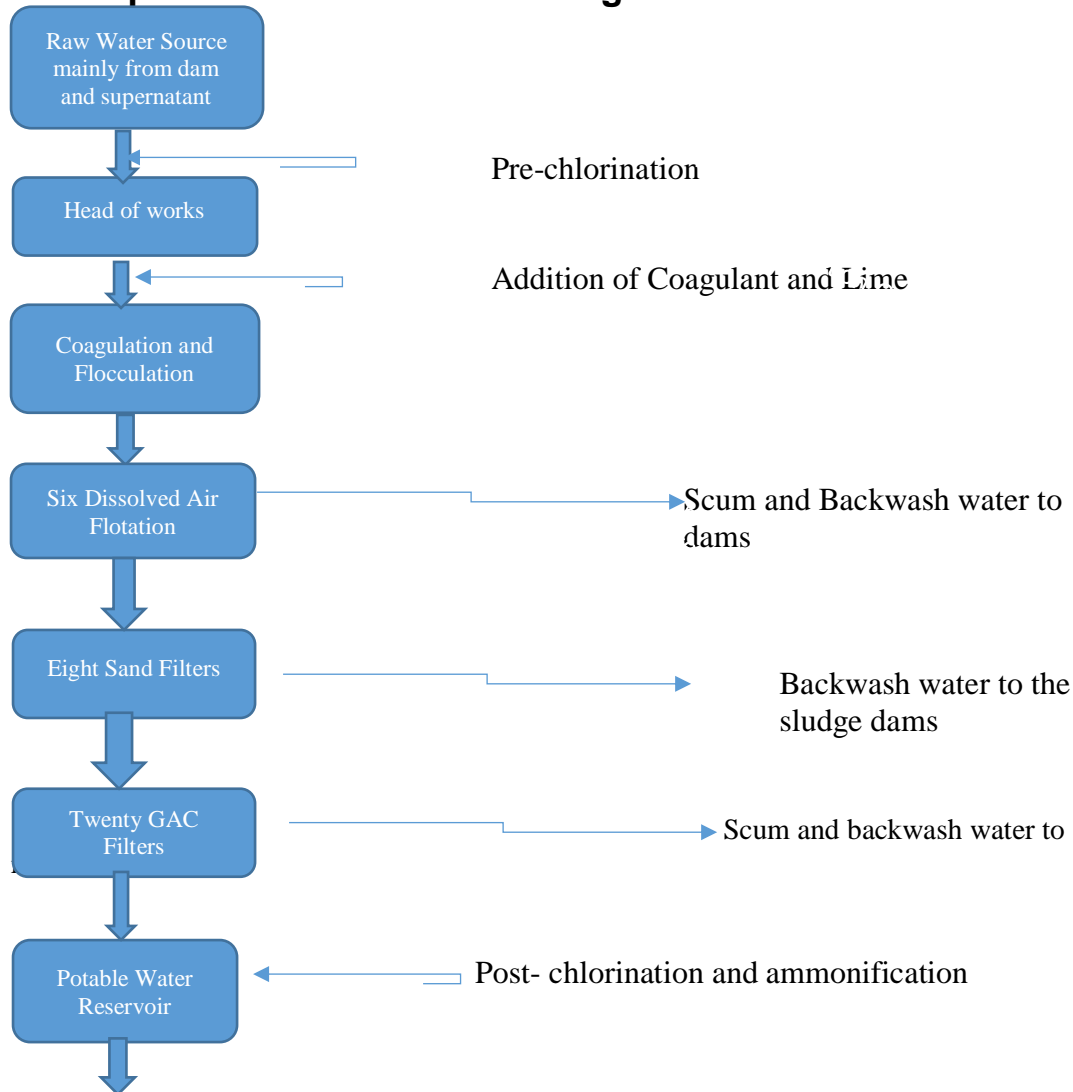 Raw Water Source
mainly from dam
and supernatant
Pre-chlorination
Head of works
Addition of Coagulant and Lime
Coagulation and
Flocculation
Six Dissolved Air
Flotation
Scum and Backwash water to
dams
Eight Sand Filters
Backwash water to the
sludge dams
Twenty GAC
Filters
Scum and backwash water to
Potable Water
Reservoir
Post- chlorination and ammonification